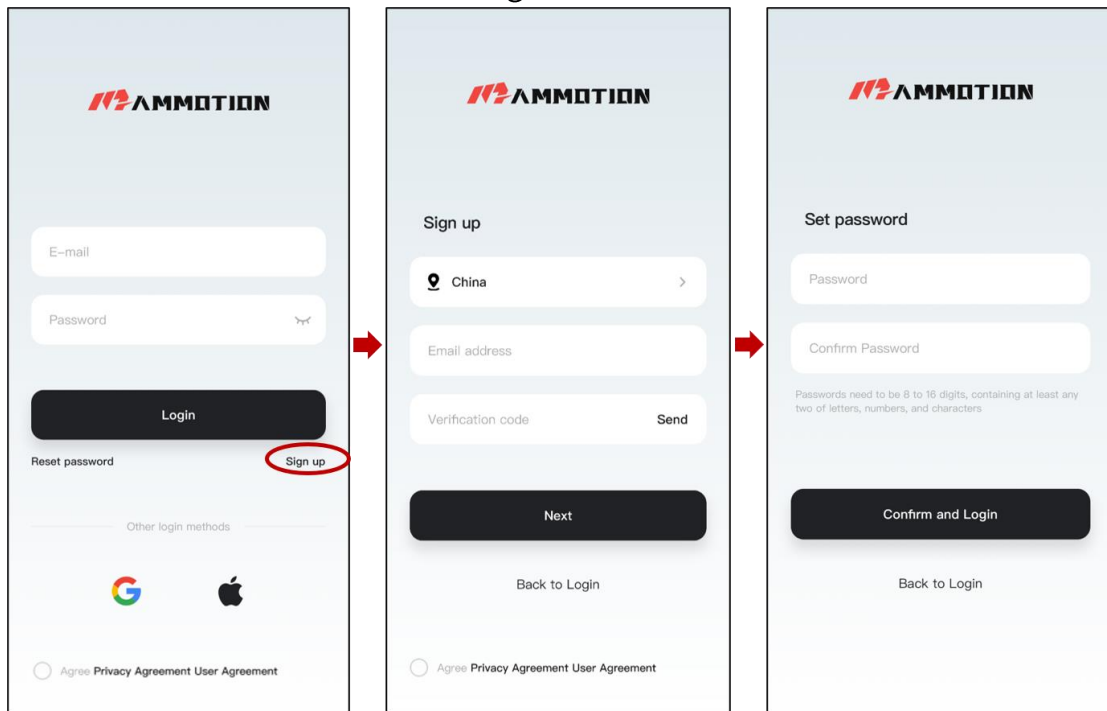 MAMMOTION
E-mail
Password
Login
Reset password
Sign up
Other login methods
Agree Privacy Agreement User Agreement
MAMMOTION
Sign up
China
Email address
Verification code
Send
Next
Back to Login
Agree Privacy Agreement User Agreement
MAMMOTION
Set password
Password
Confirm Password
Passwords need to be 8 to 16 digits, containing at least any
two of letters, numbers, and characters
Confirm and Login
Back to Login